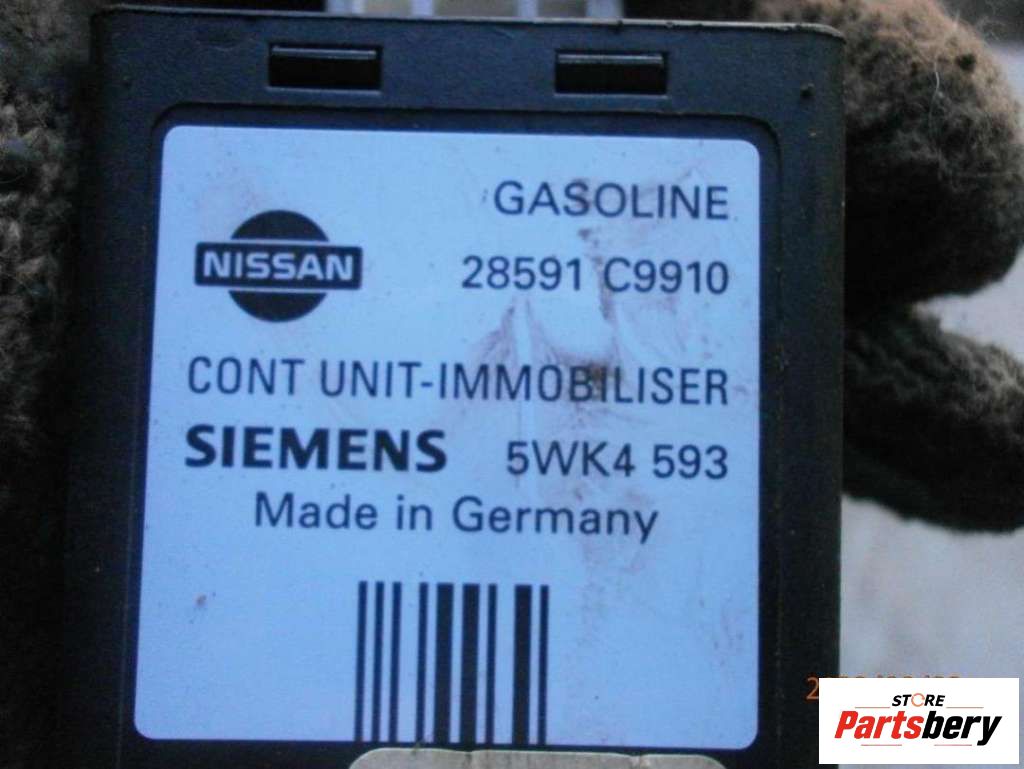 GASOLINE
NISSAN
28591 C9910
CONT UNIT-IMMOBILISER
SIEMENS 5WK4 593
Made in Germany
STORE
Partsbery